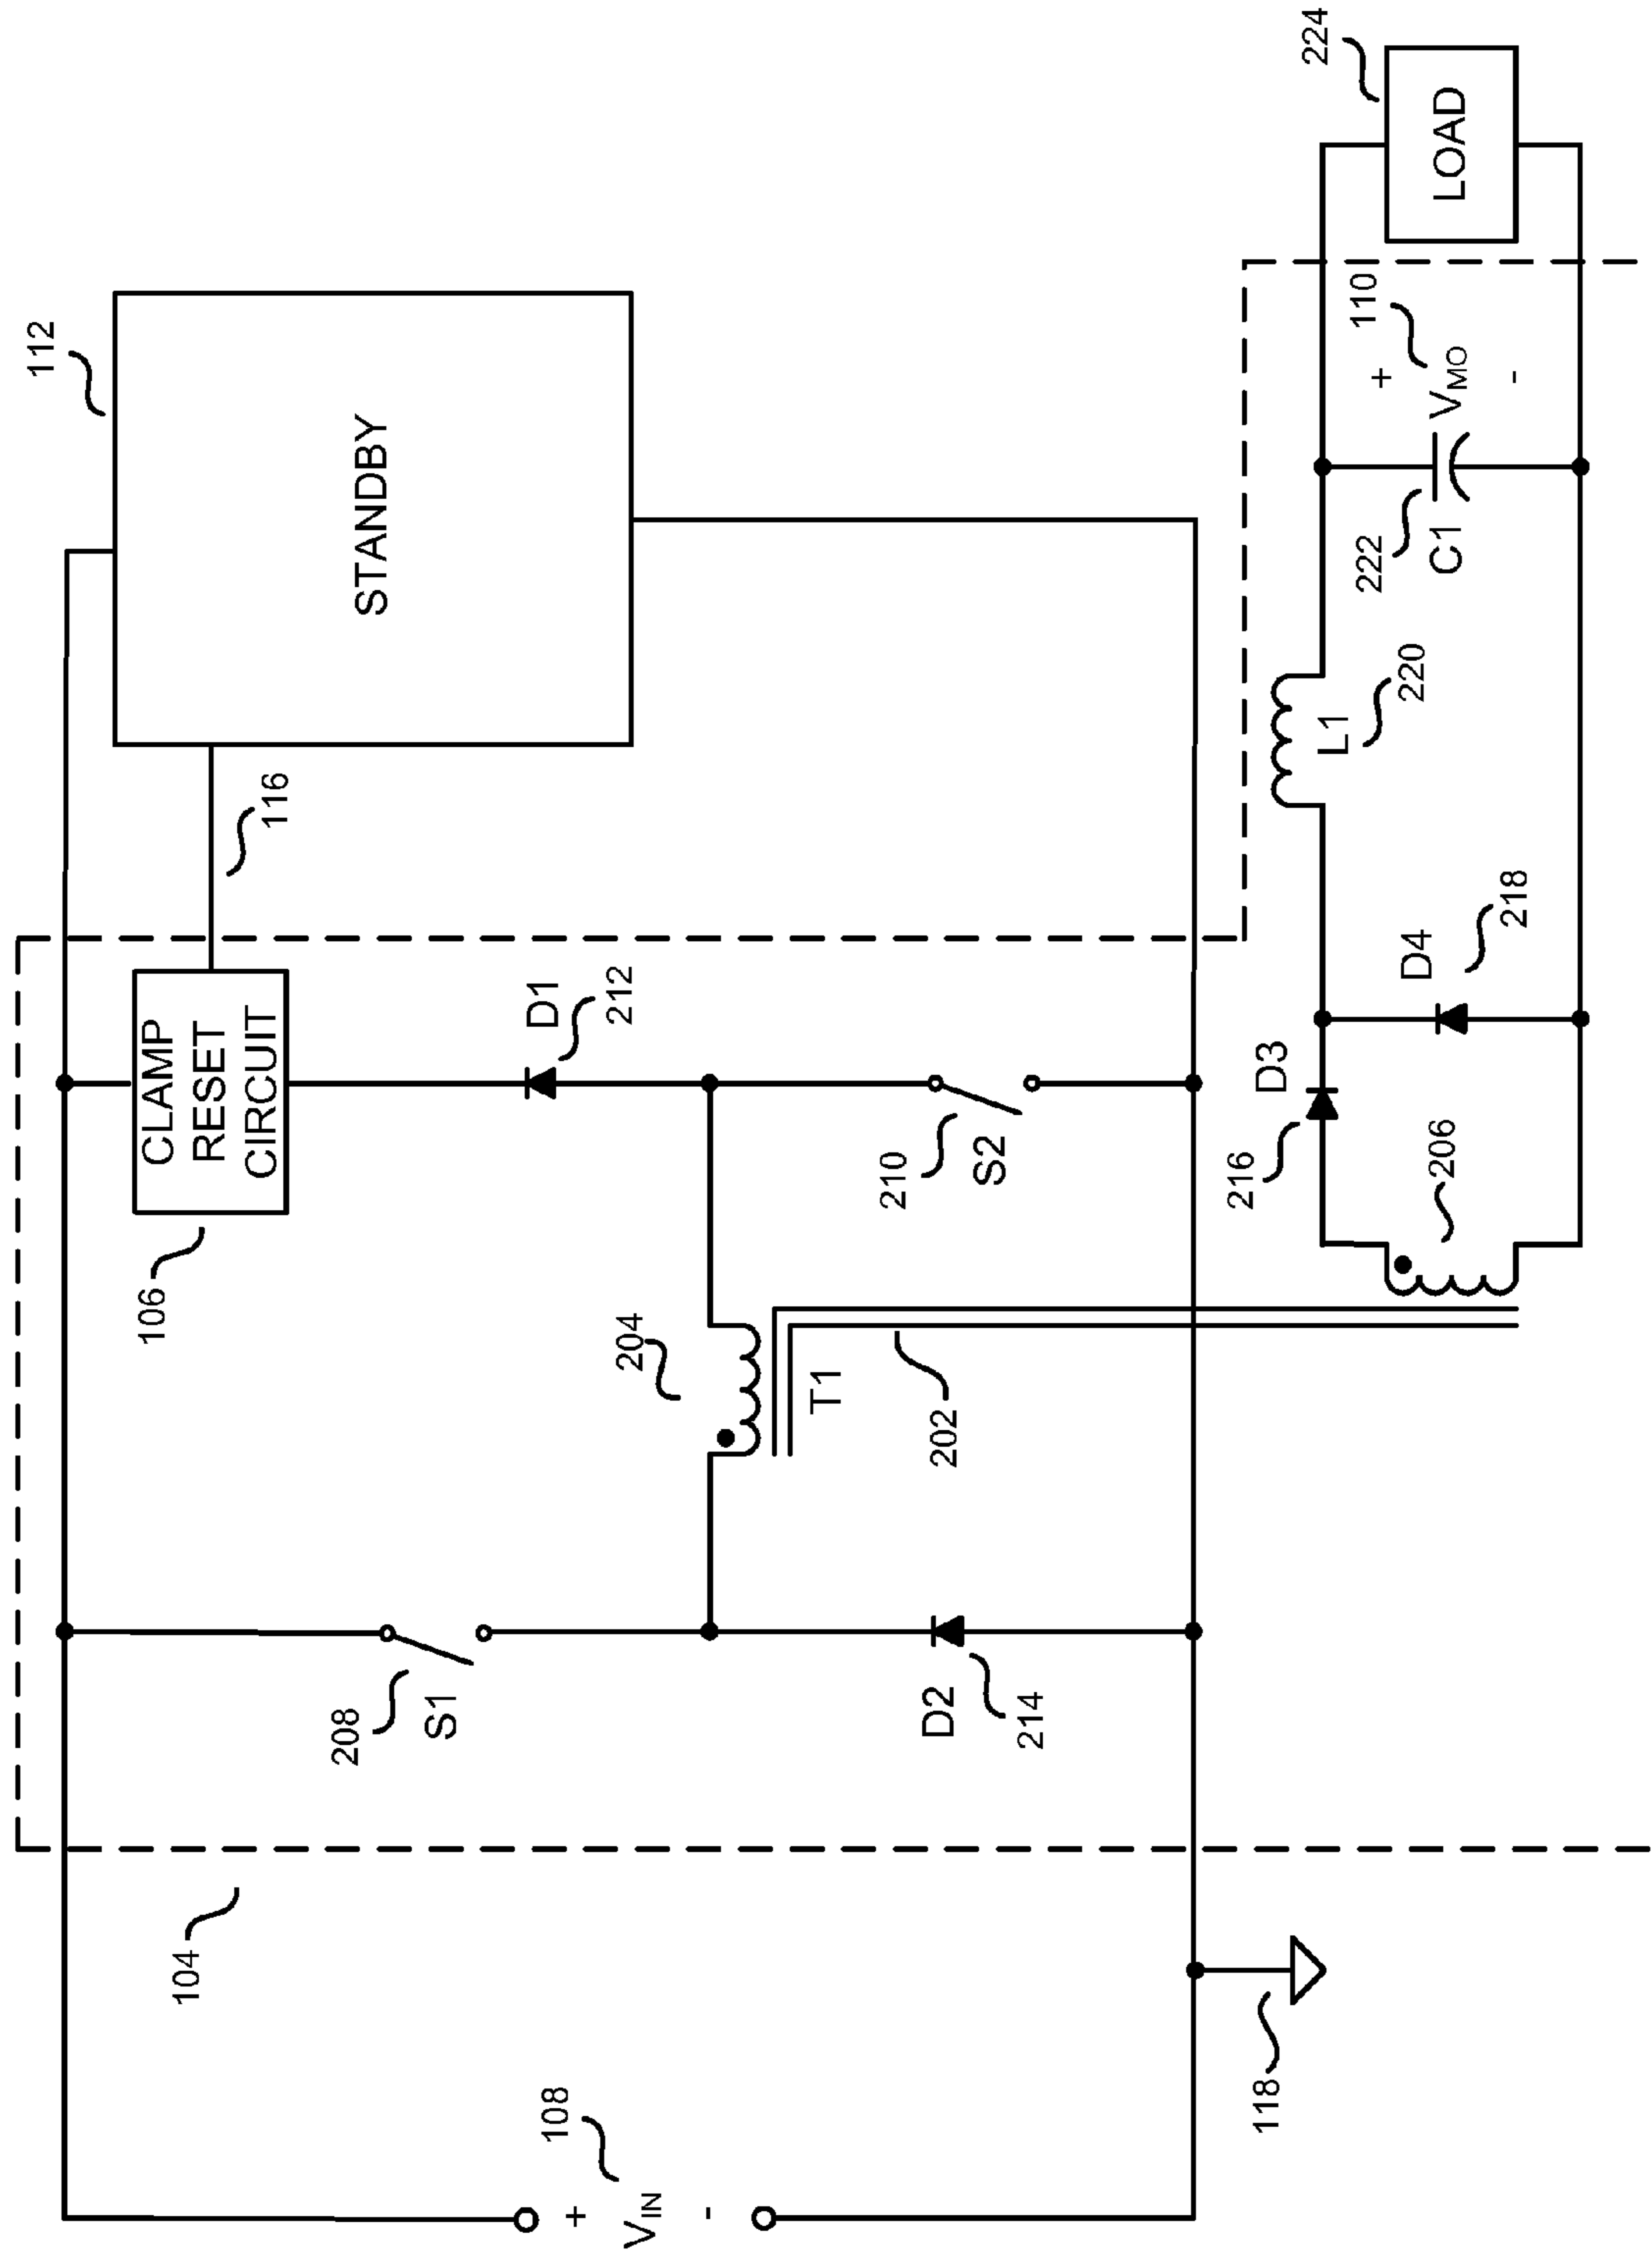 112
STANDBY
224
LOAD
110
+
VMO
-
222
C1
L1
220
116
CLAMP
RESET
CIRCUIT
106
D1
212
D4
218
D3
216
206
210
S2
204
T1
202
208
S1
D2
214
104
108
+
VIN
-
118